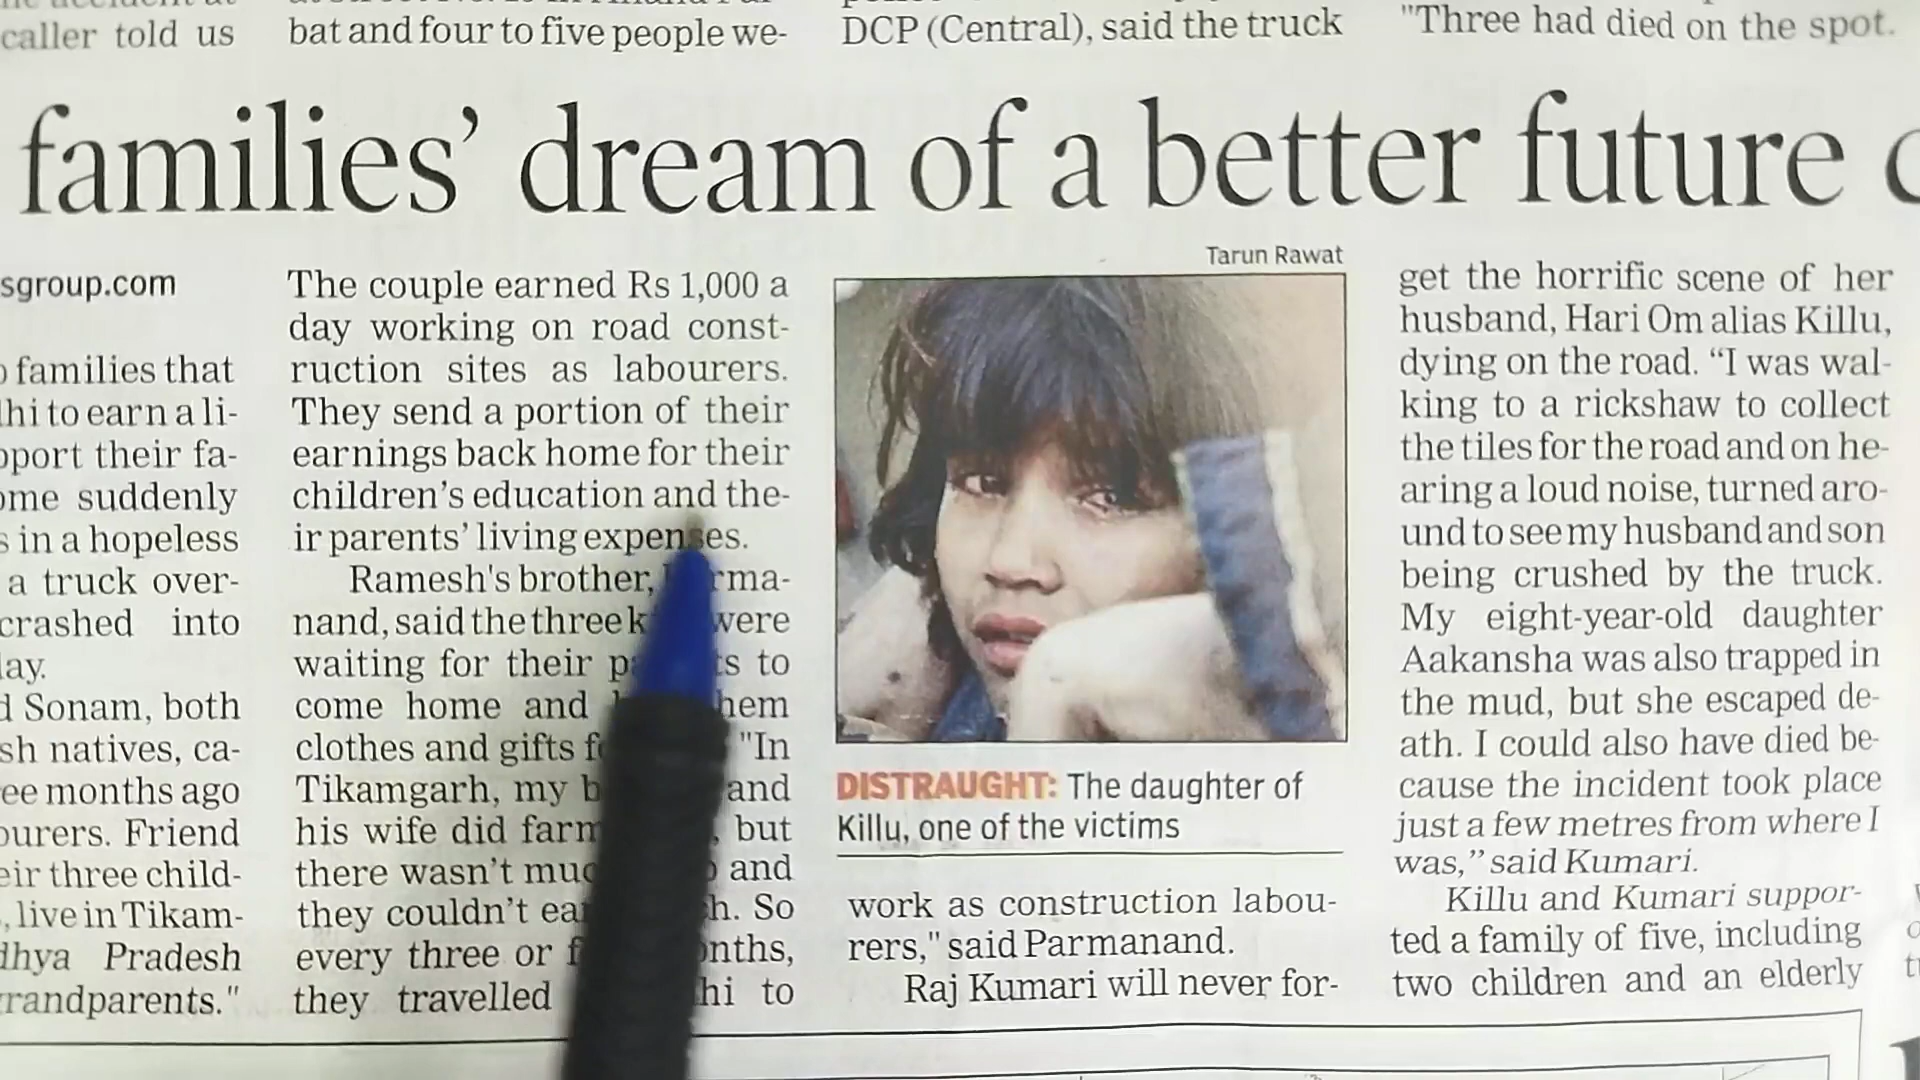 caller told us
bat and four to five people we-
DCP (Central), said the truck
"Three had died on the spot.
families’ dream of a better future
sgroup.com
families that
to earn a li-
their fa-
suddenly
in a hopeless
a truck over-
crashed into
Sonam, both
natives, ca-
months ago
Friend
three child-
, live in Tikam-
Pradesh
The couple earned Rs 1,000 a
day working on road const-
ruction sites as labourers.
They send a portion of their
earnings back home for their
children’s education and the-
ir parents’ living expenses.
Ramesh's brother,
nand, said the three were
waiting for their to
come home and
clothes and gifts "In
Tikamgarh, my and
his wife did but
there wasn’t and
they couldn’t So
every three or
they travelled to
Tarun Rawat
DISTRAUGHT: The daughter of
Killu, one of the victims
work as construction labou-
rers," said Parmanand.
Raj Kumari will never for-
get the horrific scene of her
husband, Hari Om alias Killu,
dying on the road. “I was wal-
king to a rickshaw to collect
the tiles for the road and on he-
aring a loud noise, turned aro-
und to see my husband and son
being crushed by the truck.
My eight-year-old daughter
Aakansha was also trapped in
the mud, but she escaped de-
ath. I could also have died be-
cause the incident took place
just a few metres from where I
was,” said Kumari.
Killu and Kumari suppor-
ted a family of five, including
two children and an elderly